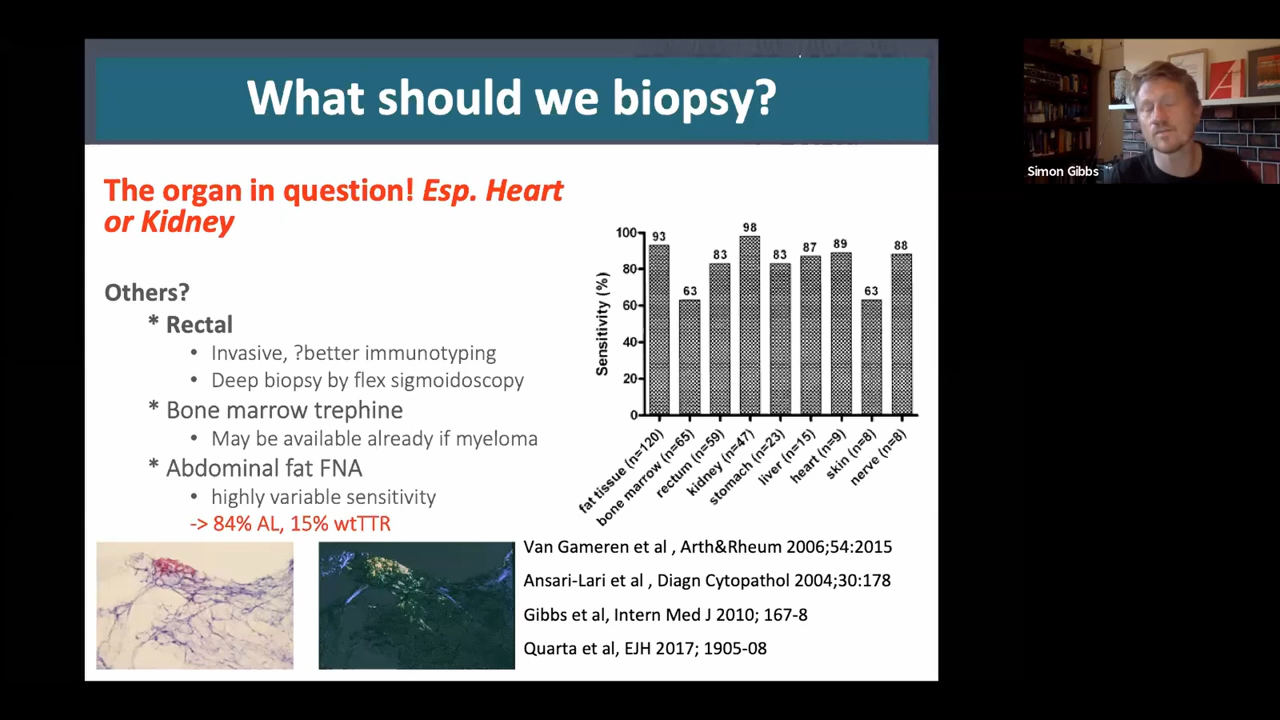 What should we biopsy?
Simon Gibbs
The organ in question! Esp. Heart
or Kidney
Others?
* Rectal
• Invasive, ?better immunotyping
• Deep biopsy by flex sigmoidoscopy
* Bone marrow trephine
• May be available already if myeloma
* Abdominal fat FNA
• highly variable sensitivity
-> 84% AL, 15% wtTTR
Sensitivity (%)
100
80
60
40
20
0
93
63
83
98
83
87
89
63
88
fat tissue (n=120)
bone marrow (n=65)
rectum (n=59)
kidney (n=47)
stomach (n=23)
liver (n=15)
heart (n=9)
skin (n=8)
nerve (n=8)
Van Gameren et al , Arth&Rheum 2006;54:2015
Ansari-Lari et al , Diagn Cytopathol 2004;30:178
Gibbs et al, Intern Med J 2010; 167-8
Quarta et al, EJH 2017; 1905-08